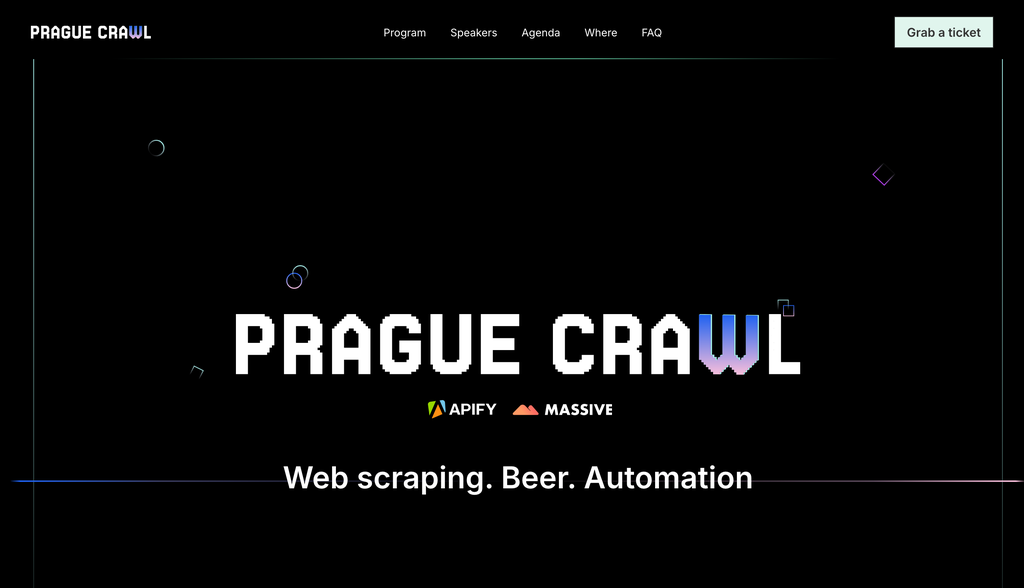 PRAGUE CRAWL
Program
Speakers
Agenda
Where
FAQ
Grab a ticket
PRAGUE CRAWL
APIFY
MASSIVE
Web scraping. Beer. Automation